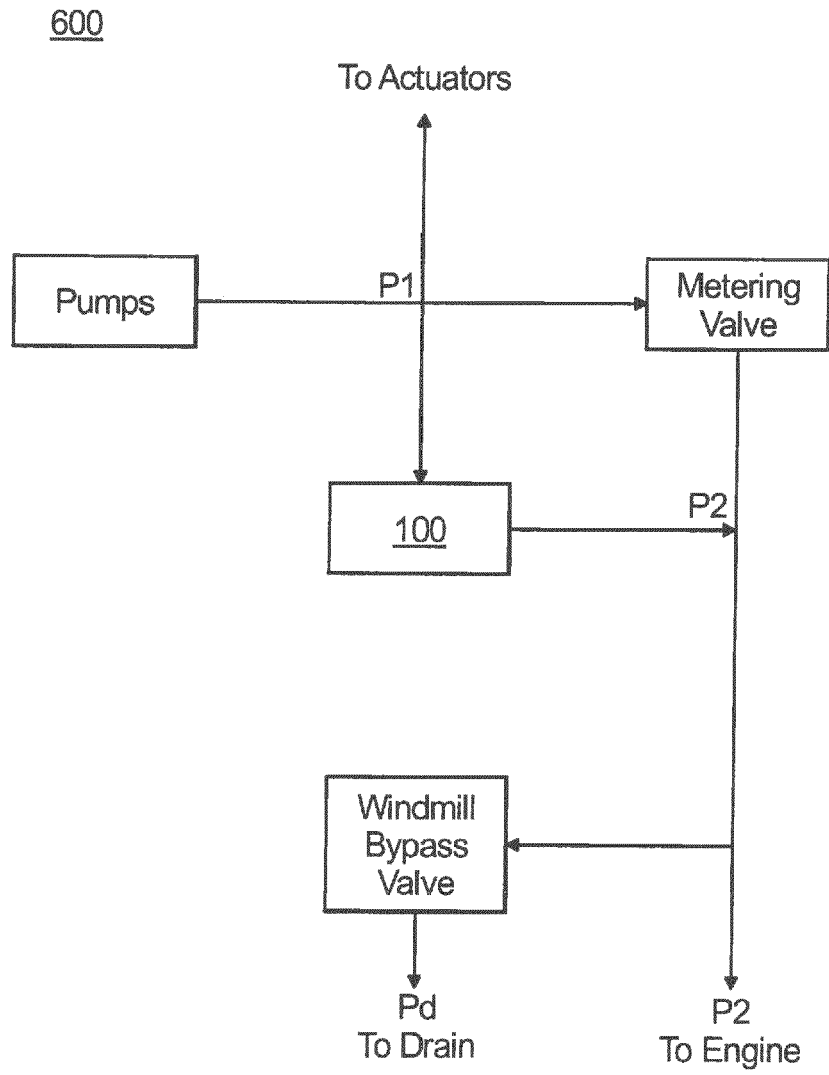 600
To Actuators
Pumps
P1
Metering
Valve
100
P2
Windmill
Bypass
Valve
Pd
To Drain
P2
To Engine